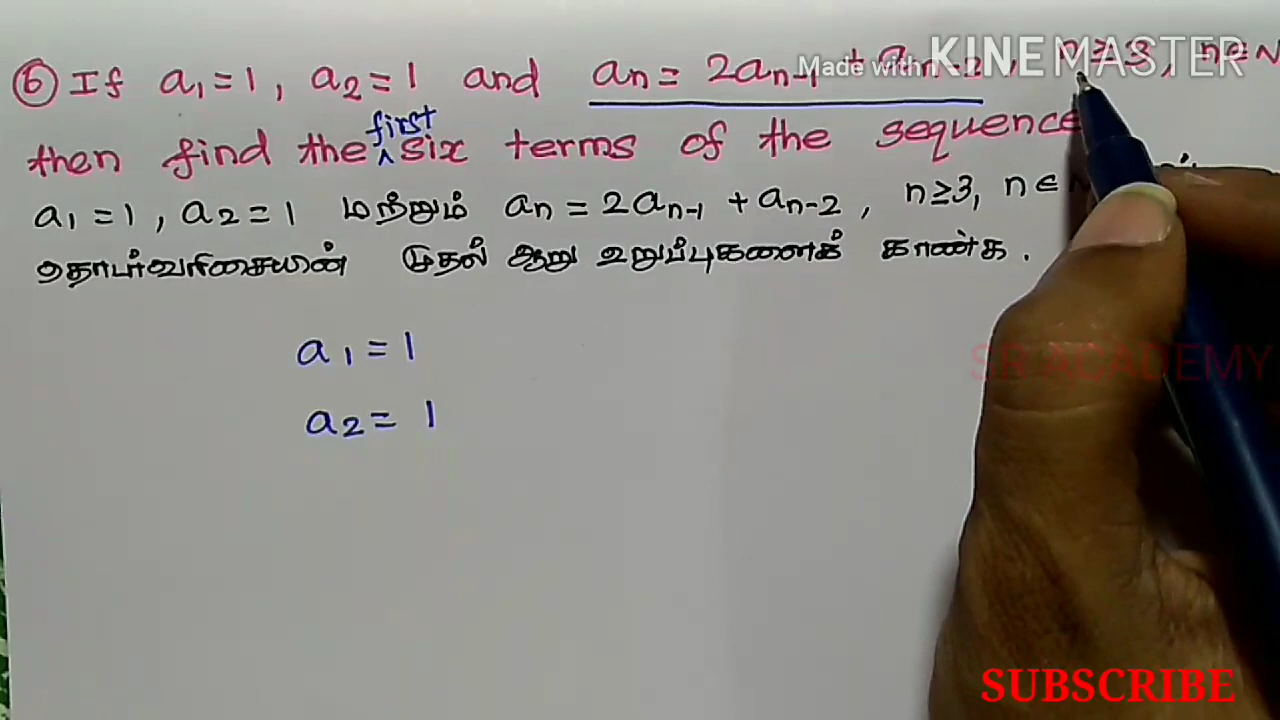 ⑥ If a₁=1, a₂=1 and aₙ = 2aₙ₋₁ + aₙ₋₂, n≥3, n∈N
then find the first six terms of the sequence
a₁=1, a₂=1 மற்றும் aₙ = 2aₙ₋₁ + aₙ₋₂, n≥3, n∈N
தொடர்வரிசையின் முதல் ஆறு உறுப்புகளைக் காண்க.
a₁=1
a₂= 1
Made with KINEMASTER
SR ACADEMY
SUBSCRIBE